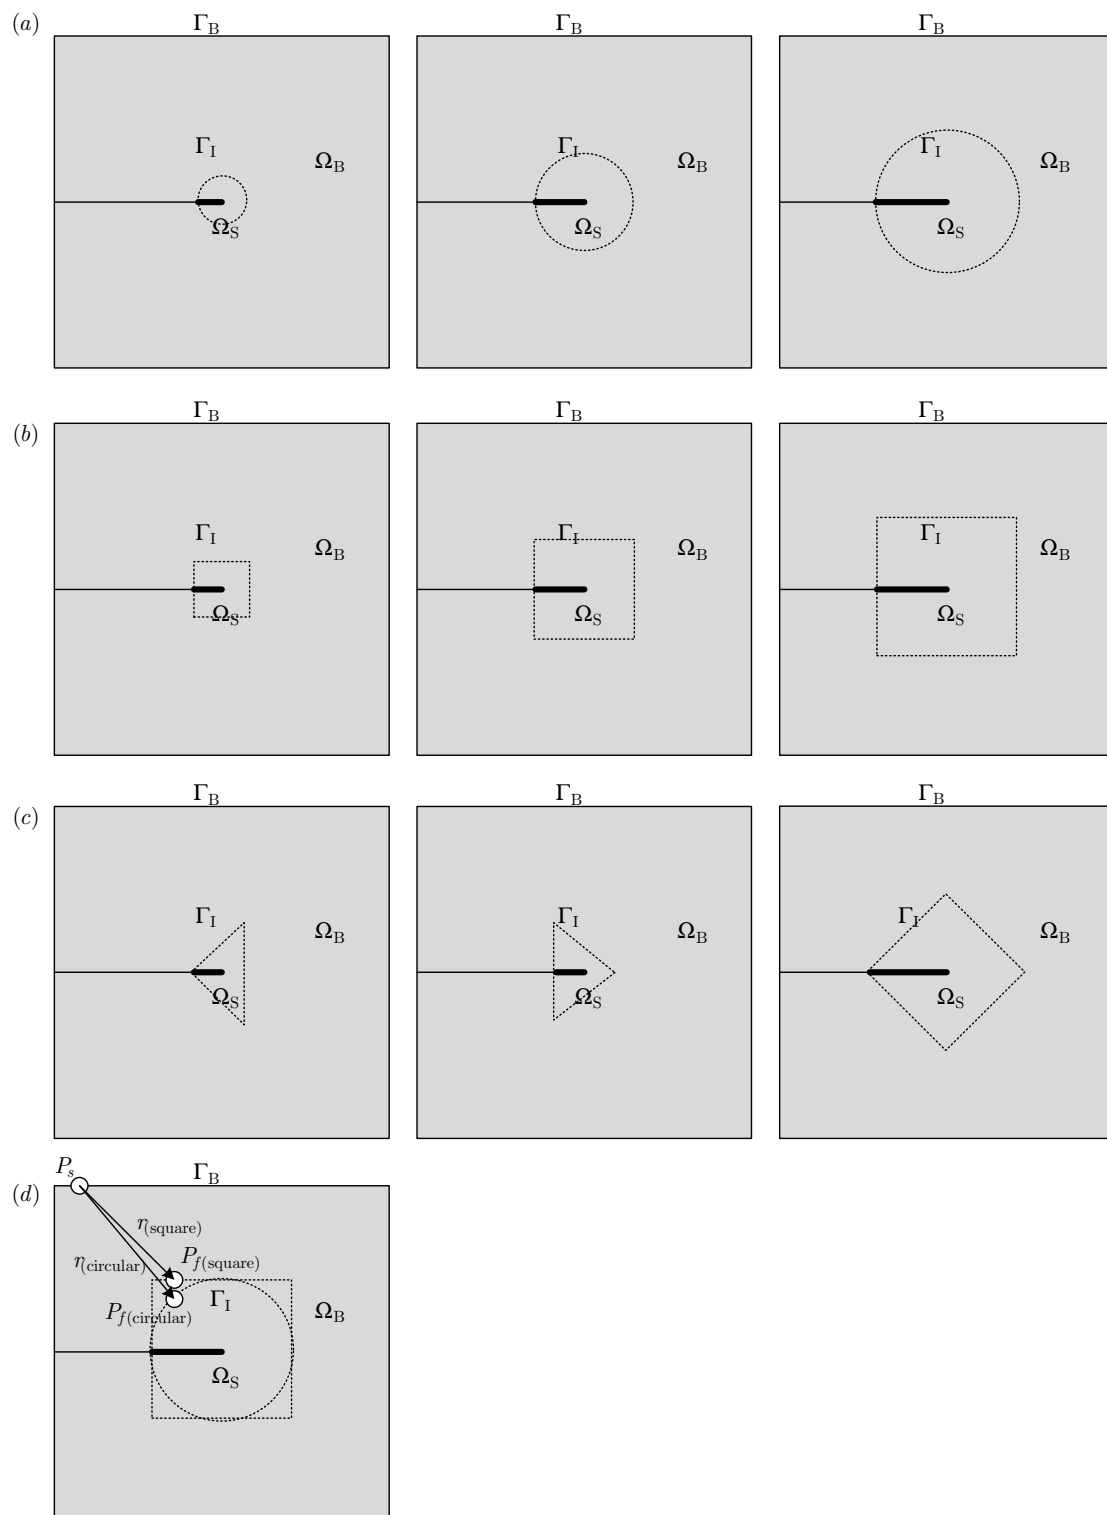 (a) Γ_B Γ_B Γ_B
Γ_I Ω_B Γ_I Ω_B Γ_I Ω_B
Ω_S Ω_S Ω_S
(b) Γ_B Γ_B Γ_B
Γ_I Ω_B Γ_I Ω_B Γ_I Ω_B
Ω_S Ω_S Ω_S
(c) Γ_B Γ_B Γ_B
Γ_I Ω_B Γ_I Ω_B Γ_I Ω_B
Ω_S Ω_S Ω_S
(d) P_s Γ_B
r_(square)
r_(circular) P_f(square)
P_f(circular) Γ_I Ω_B
Ω_S